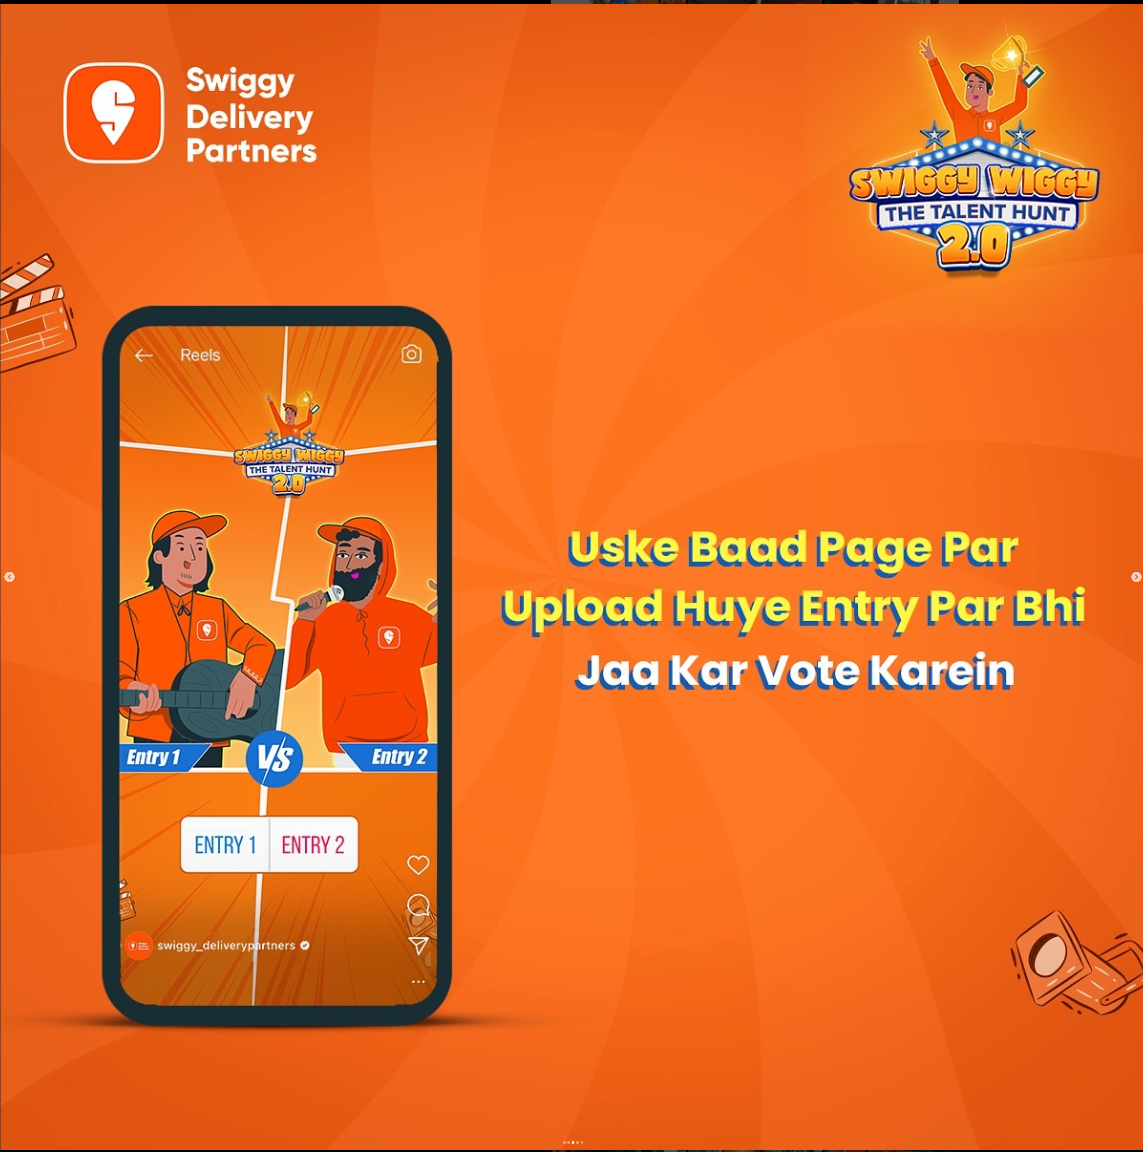 Swiggy
Delivery
Partners
SWIGGY WIGGY
THE TALENT HUNT
2.0
Reels
SWIGGY WIGGY
THE TALENT HUNT
2.0
Uske Baad Page Par
Upload Huye Entry Par Bhi
Jaa Kar Vote Karein
Entry 1
VS
Entry 2
ENTRY 1
ENTRY 2
swiggy_deliverypartners